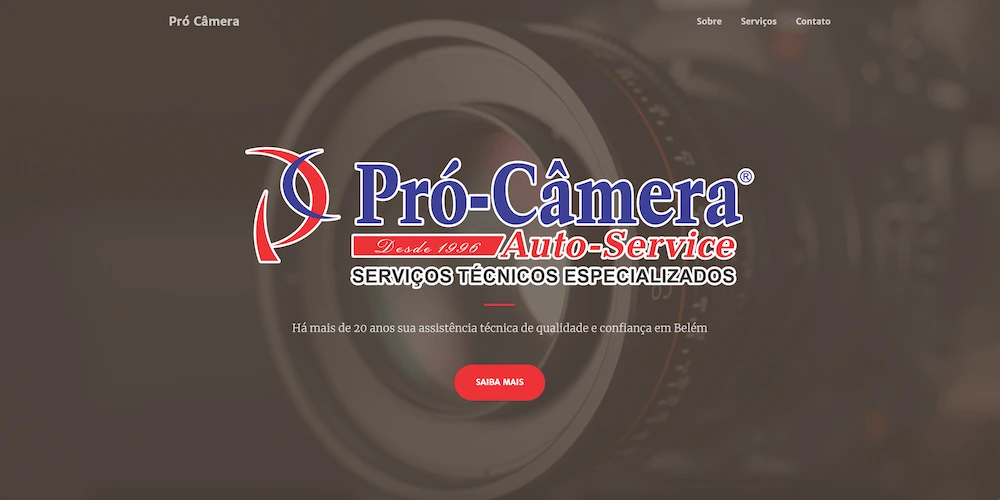 Pró Câmera
Sobre Serviços Contato
Pró-Câmera®
Desde 1996 Auto-Service
SERVIÇOS TÉCNICOS ESPECIALIZADOS
Há mais de 20 anos sua assistência técnica de qualidade e confiança em Belém
SAIBA MAIS